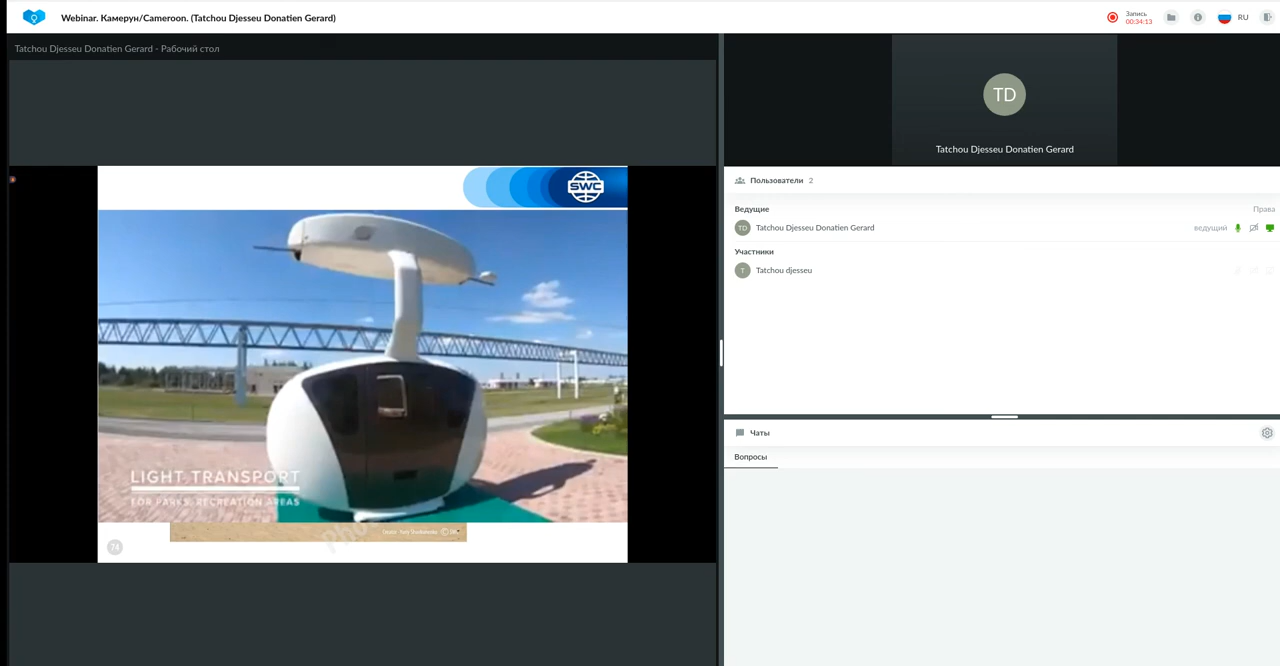 Webinar. Камерун/Cameroon. (Tatchou Djesseu Donatien Gerard)
Запись
00:34:13
RU
Tatchou Djesseu Donatien Gerard - Рабочий стол
SWC
LIGHT TRANSPORT
FOR PARKS, RECREATION AREAS
74
TD
Tatchou Djesseu Donatien Gerard
Пользователи 2
Ведущие Права
TD Tatchou Djesseu Donatien Gerard ведущий
Участники
T Tatchou djesseu
Чаты
Вопросы